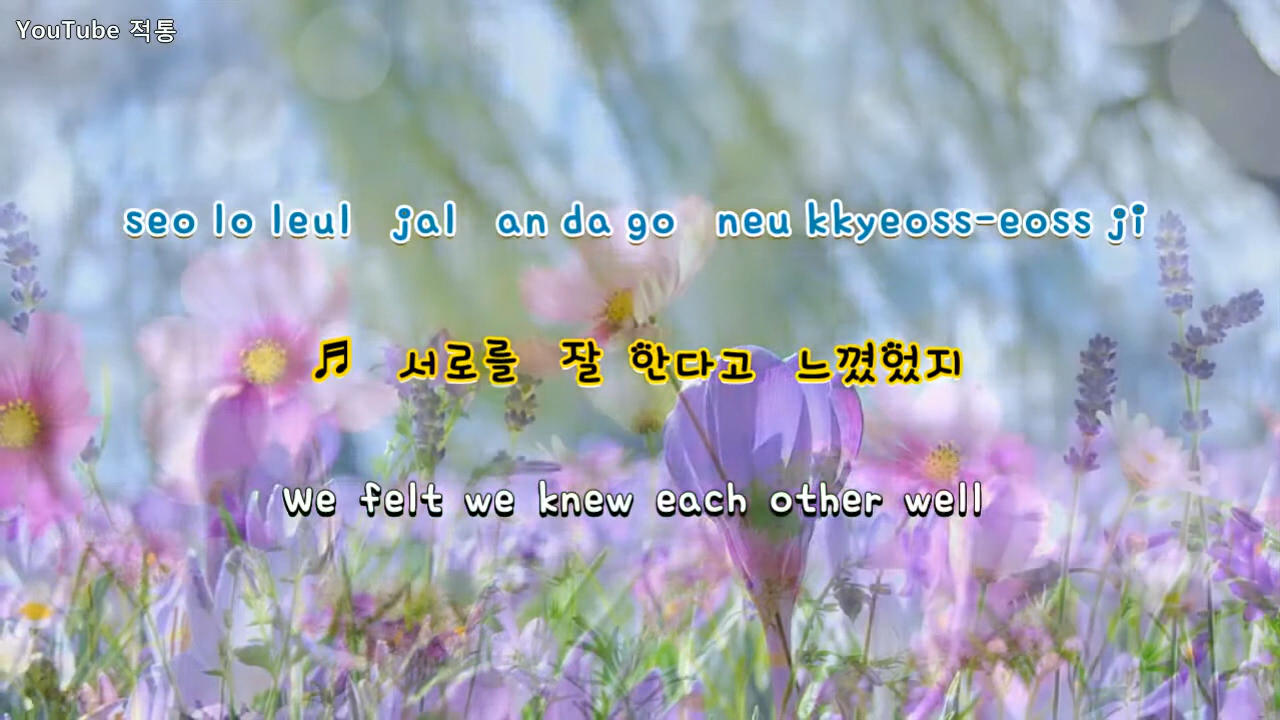 YouTube 적통
seo lo leul jal an da go neu kkyeoss-eoss ji
♬ 서로를 잘 안다고 느꼈었지
We felt we knew each other well